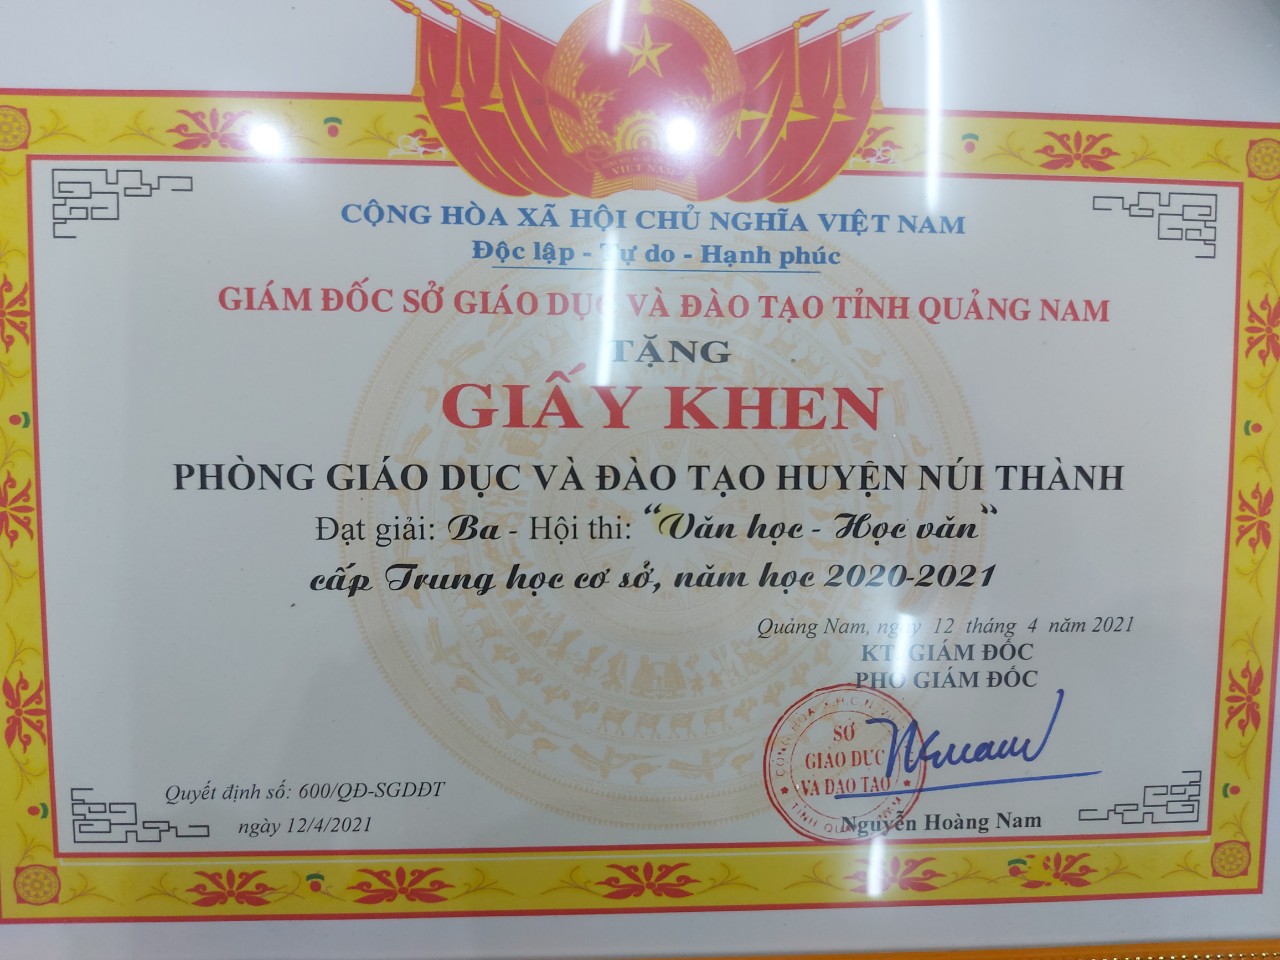 VIỆT NAM
CỘNG HÒA XÃ HỘI CHỦ NGHĨA VIỆT NAM
Độc lập - Tự do - Hạnh phúc
GIÁM ĐỐC SỞ GIÁO DỤC VÀ ĐÀO TẠO TỈNH QUẢNG NAM
TẶNG
GIẤY KHEN
PHÒNG GIÁO DỤC VÀ ĐÀO TẠO HUYỆN NÚI THÀNH
Đạt giải: Ba - Hội thi: “Văn học - Học văn”
cấp Trung học cơ sở, năm học 2020-2021
Quảng Nam, ngày 12 tháng 4 năm 2021
KT. GIÁM ĐỐC
PHÓ GIÁM ĐỐC
SỞ
GIÁO DỤC
VÀ ĐÀO TẠO
Nguyễn Hoàng Nam
Quyết định số: 600/QĐ-SGDĐT
ngày 12/4/2021